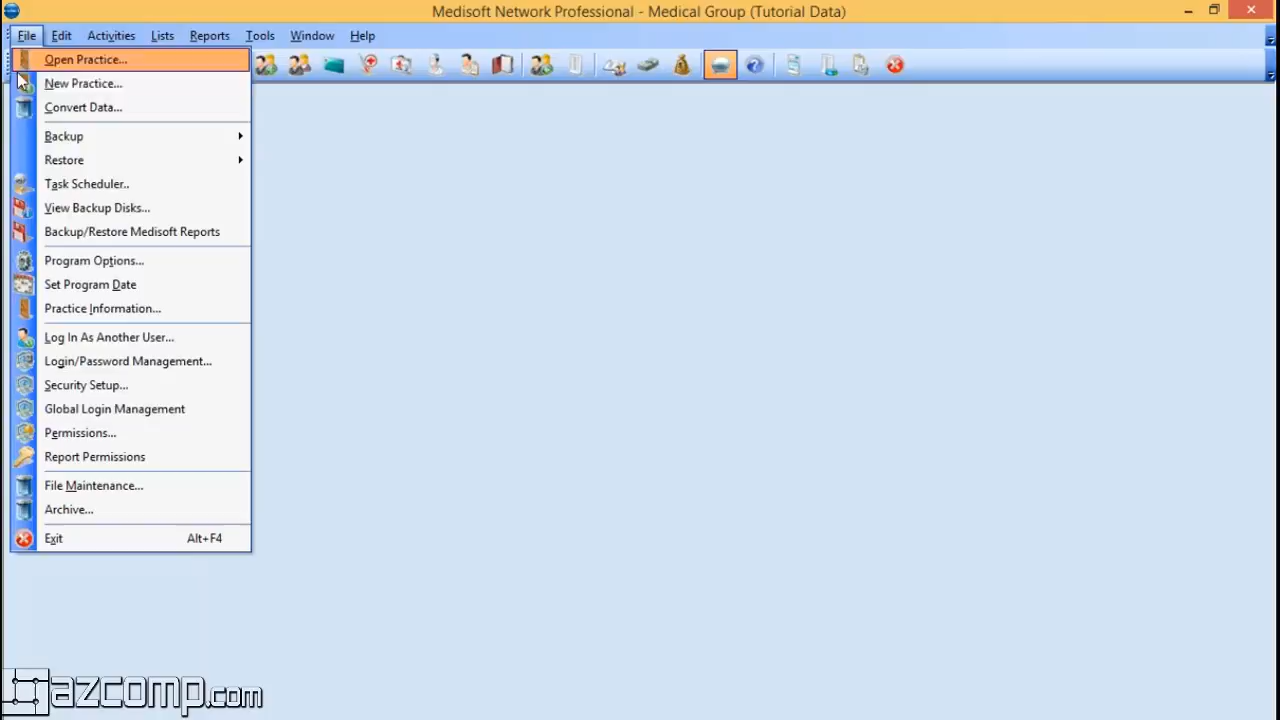 Medisoft Network Professional - Medical Group (Tutorial Data)
File Edit Activities Lists Reports Tools Window Help
Open Practice...
New Practice...
Convert Data...
Backup
Restore
Task Scheduler..
View Backup Disks...
Backup/Restore Medisoft Reports
Program Options...
Set Program Date
Practice Information...
Log In As Another User...
Login/Password Management...
Security Setup...
Global Login Management
Permissions...
Report Permissions
File Maintenance...
Archive...
Exit Alt+F4
azcomp.com